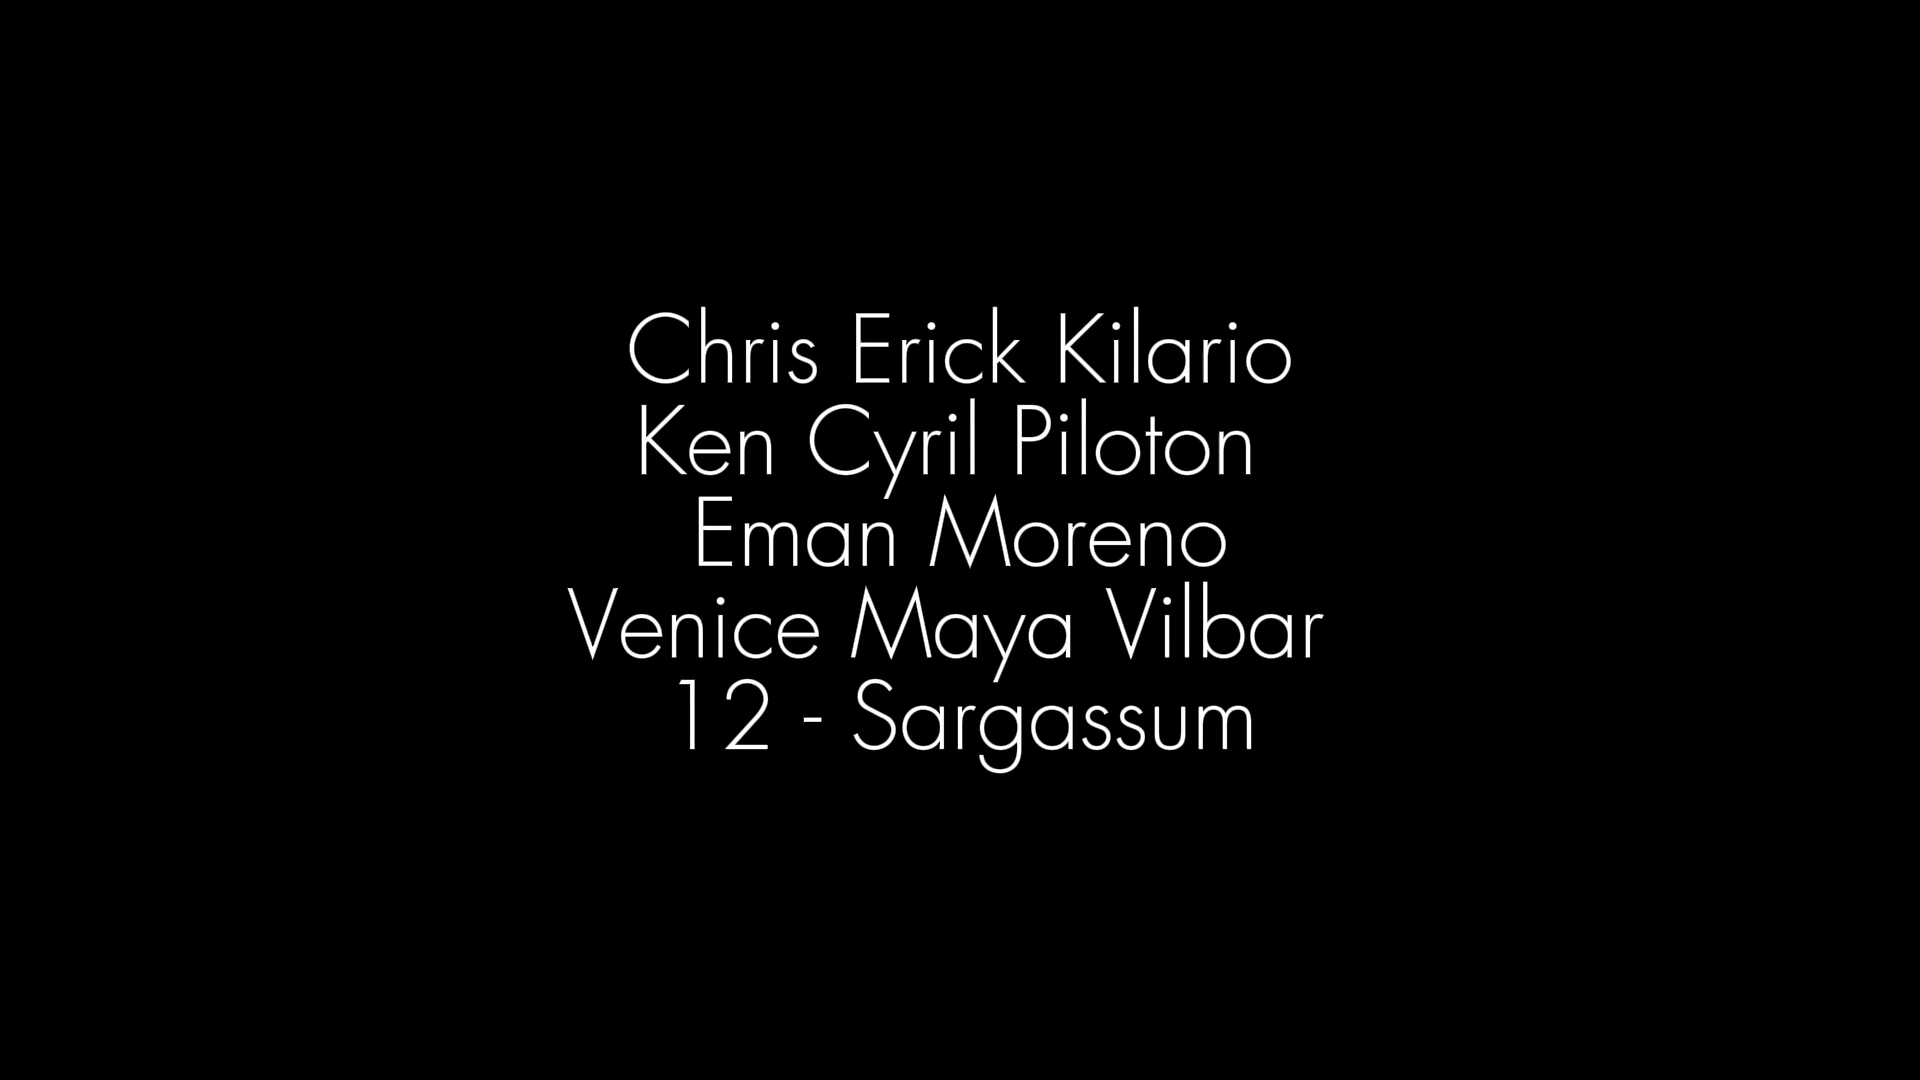 Chris Erick Kilario
Ken Cyril Piloton
Eman Moreno
Venice Maya Vilbar
12 - Sargassum